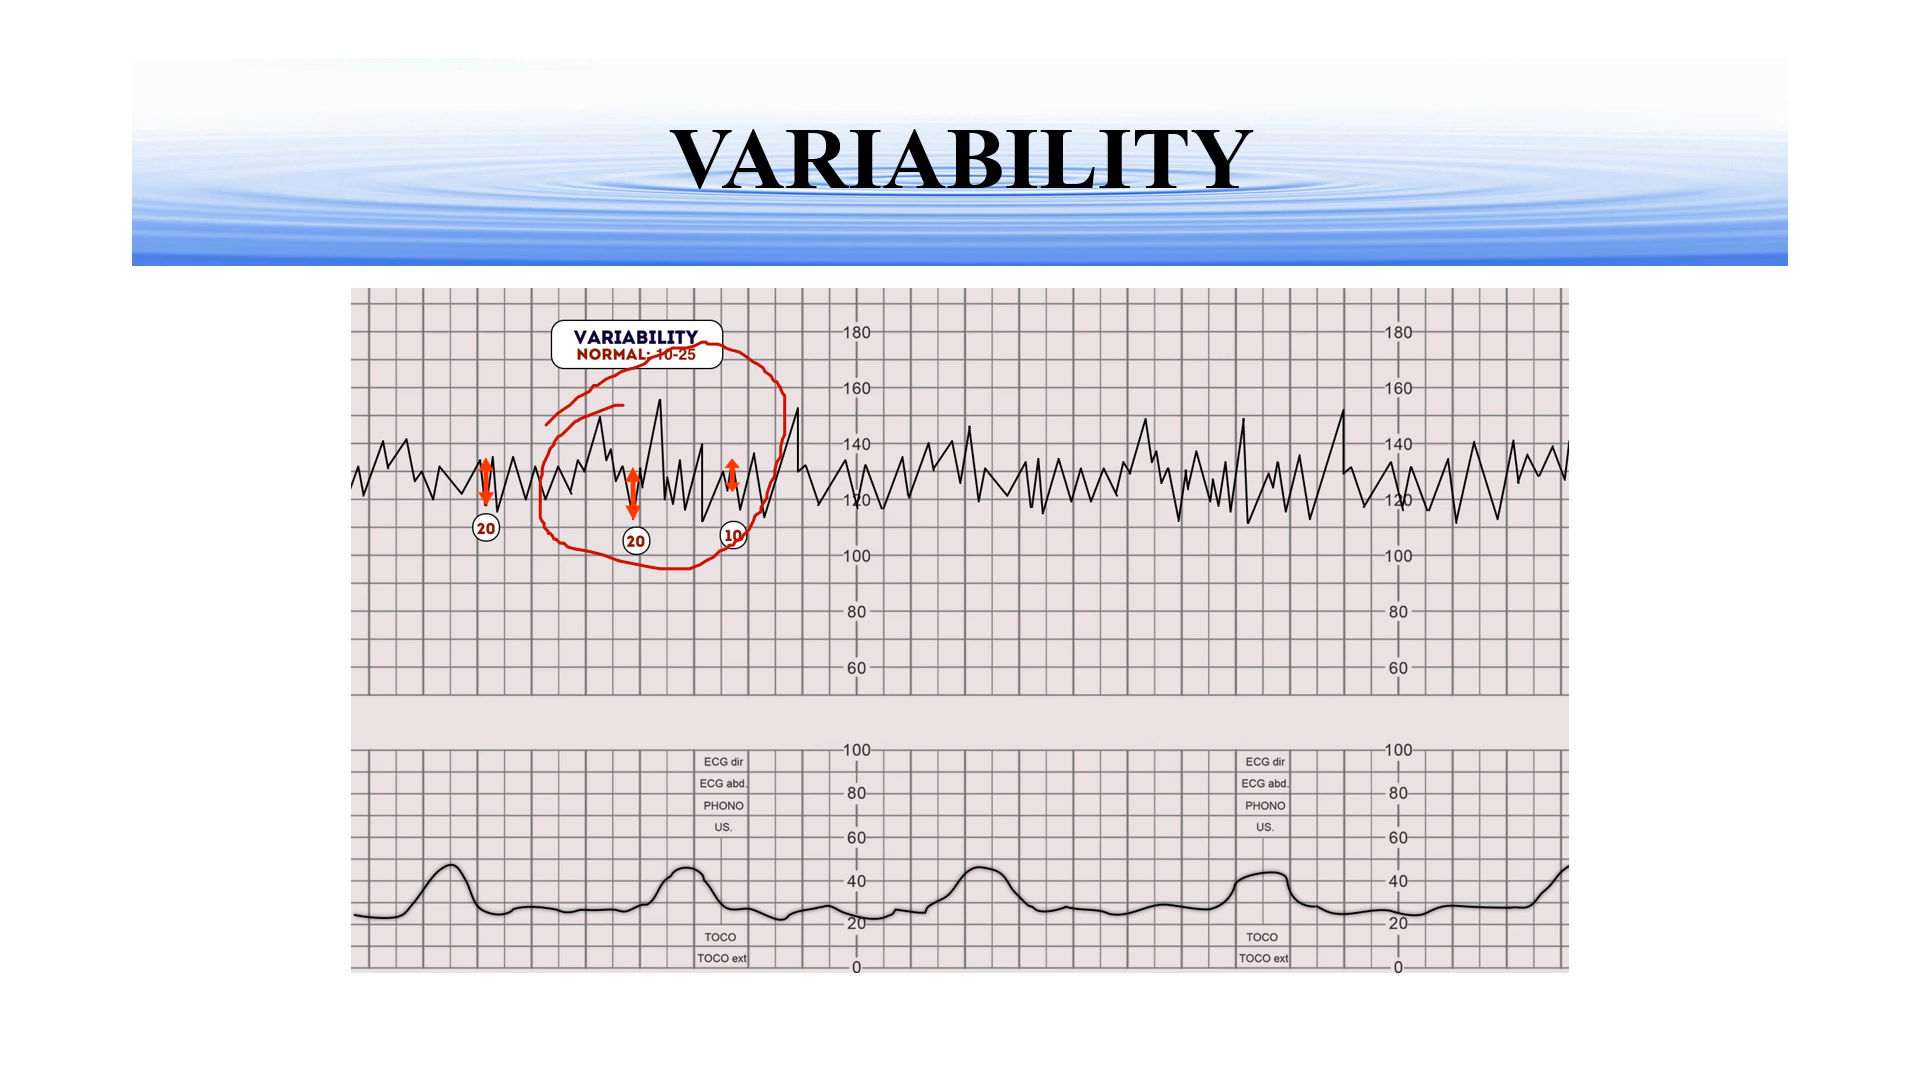 VARIABILITY
VARIABILITY
NORMAL: 10-25
180 180
160 160
140 140
120 120
20 20 10
100 100
80 80
60 60
100 100
ECG dir ECG dir
ECG abd. ECG abd.
80 80
PHONO PHONO
US. US.
60 60
40 40
20 20
TOCO TOCO
TOCO ext TOCO ext
0 0